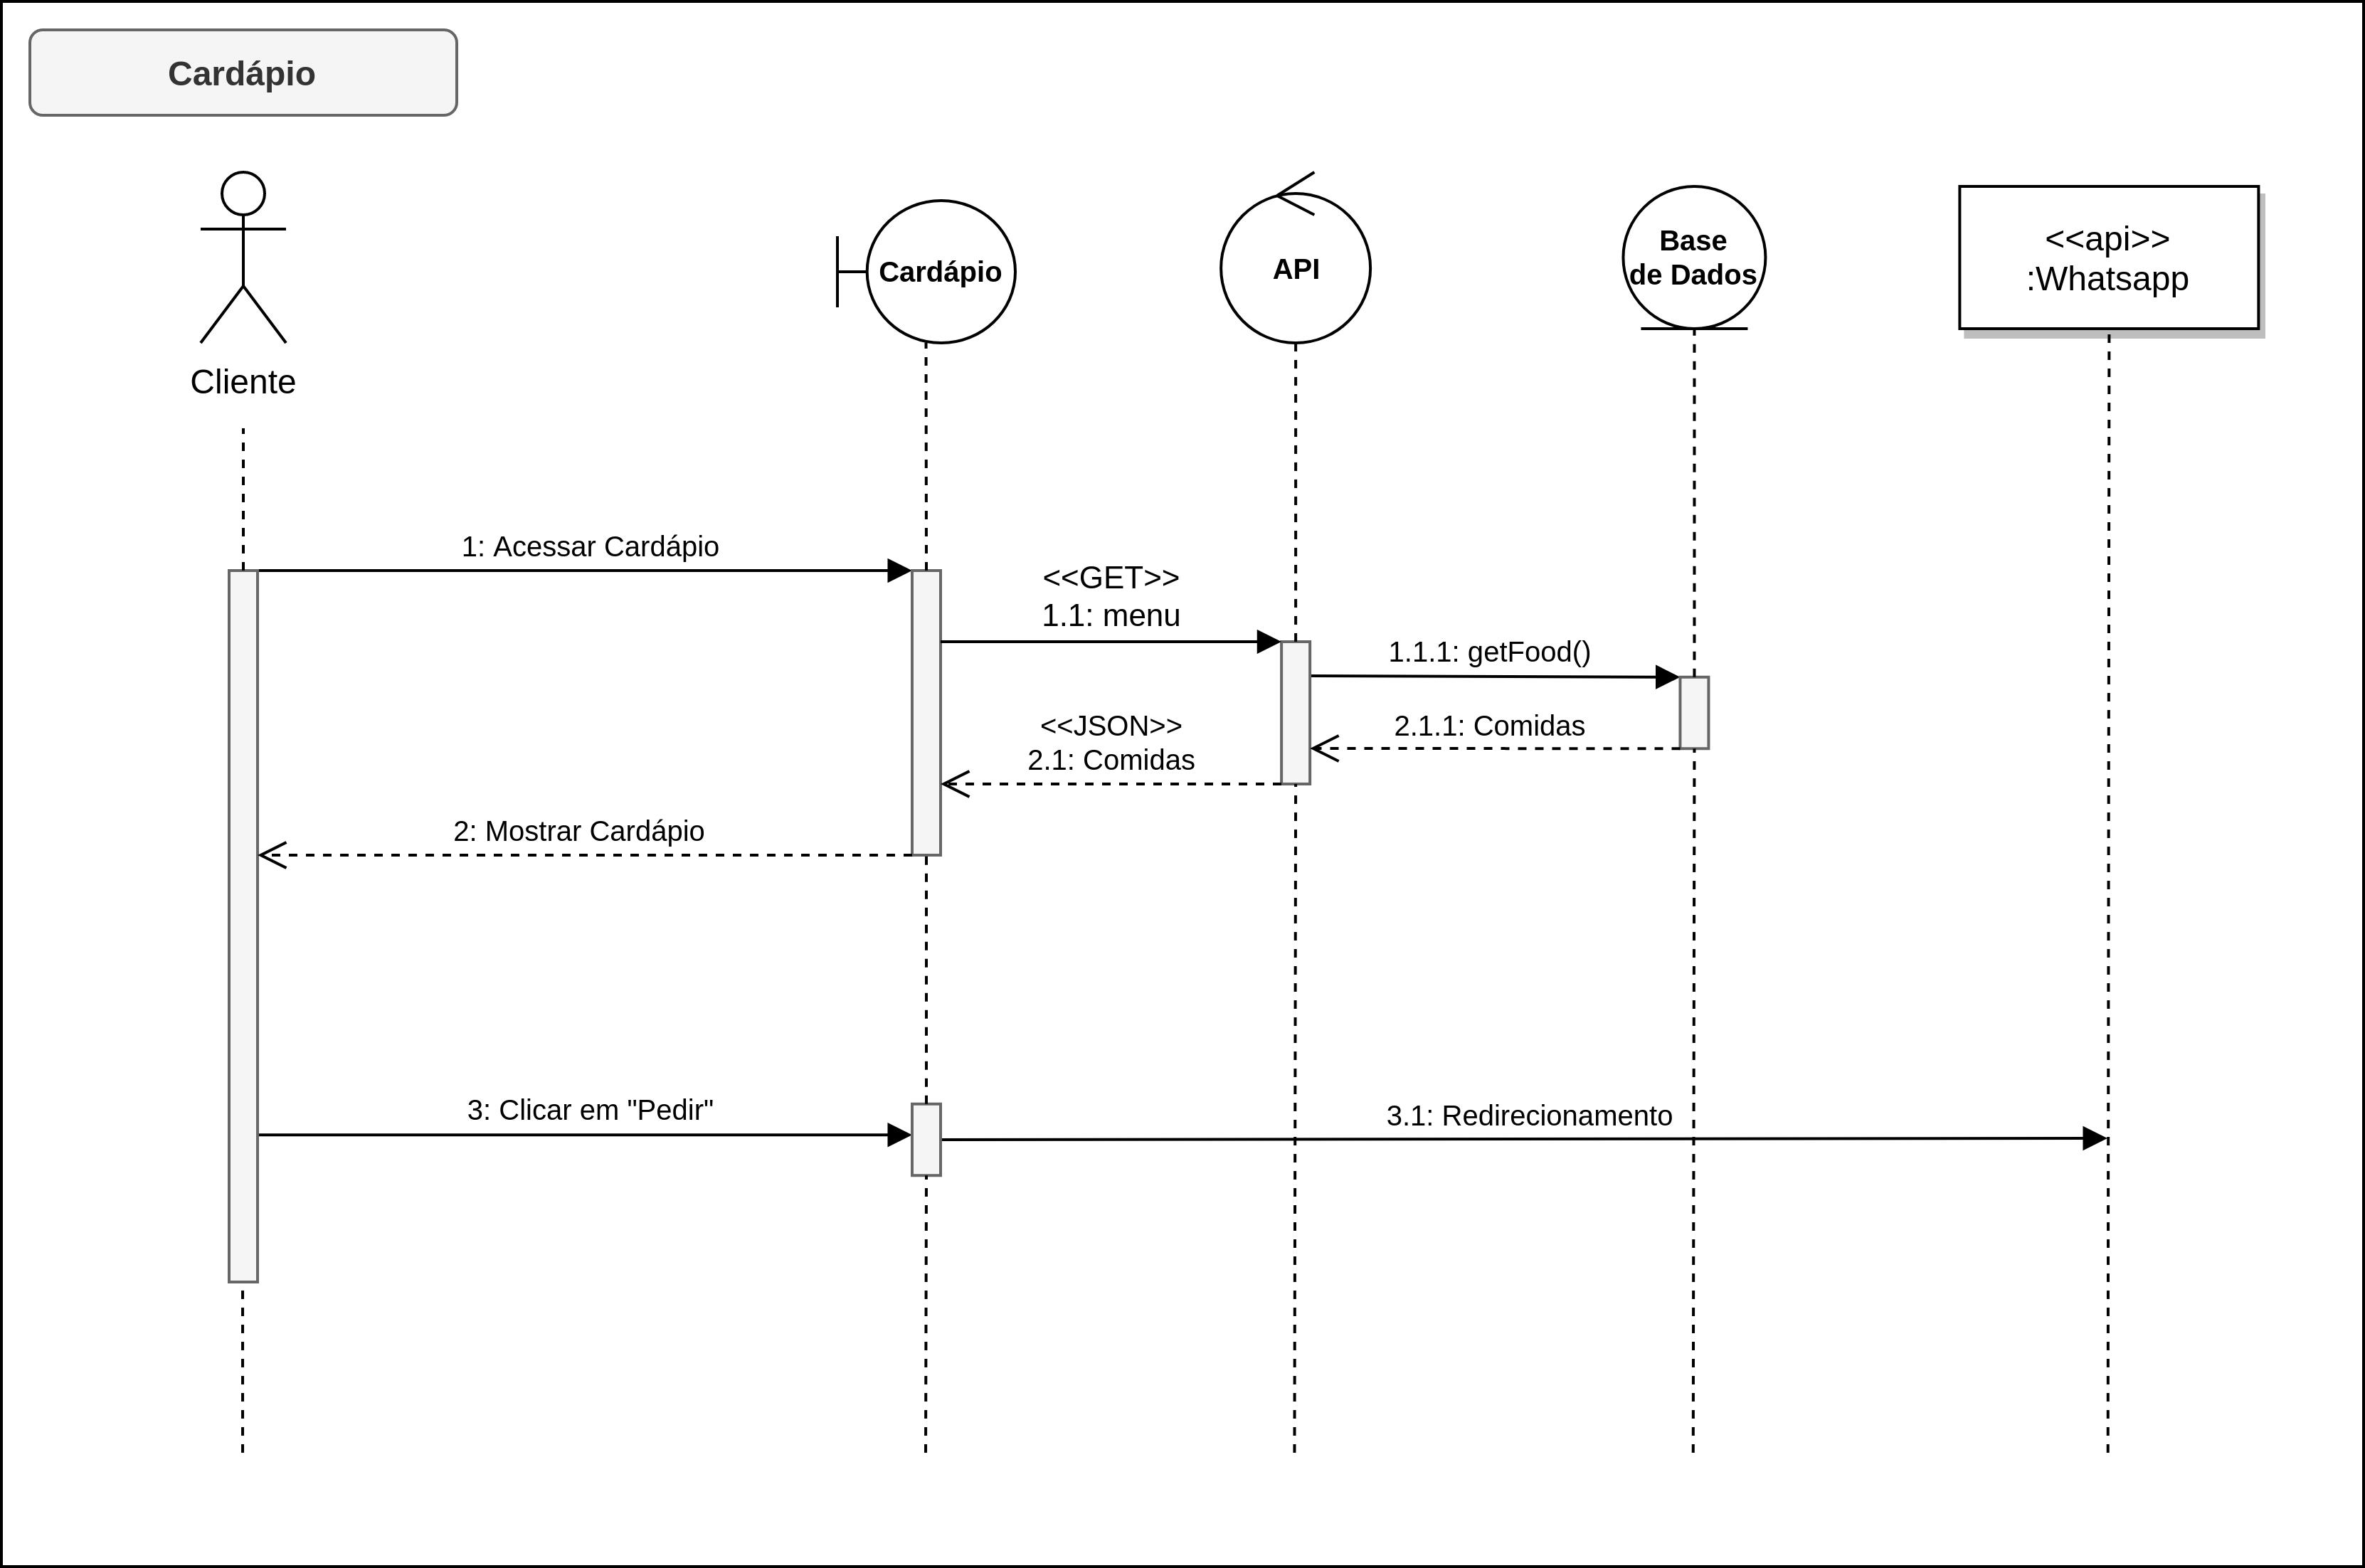 Cardápio
Cliente
Cardápio
API
Base
de Dados
<<api>>
:Whatsapp
1: Acessar Cardápio
<<GET>>
1.1: menu
1.1.1: getFood()
<<JSON>>
2.1: Comidas
2.1.1: Comidas
2: Mostrar Cardápio
3: Clicar em "Pedir"
3.1: Redirecionamento